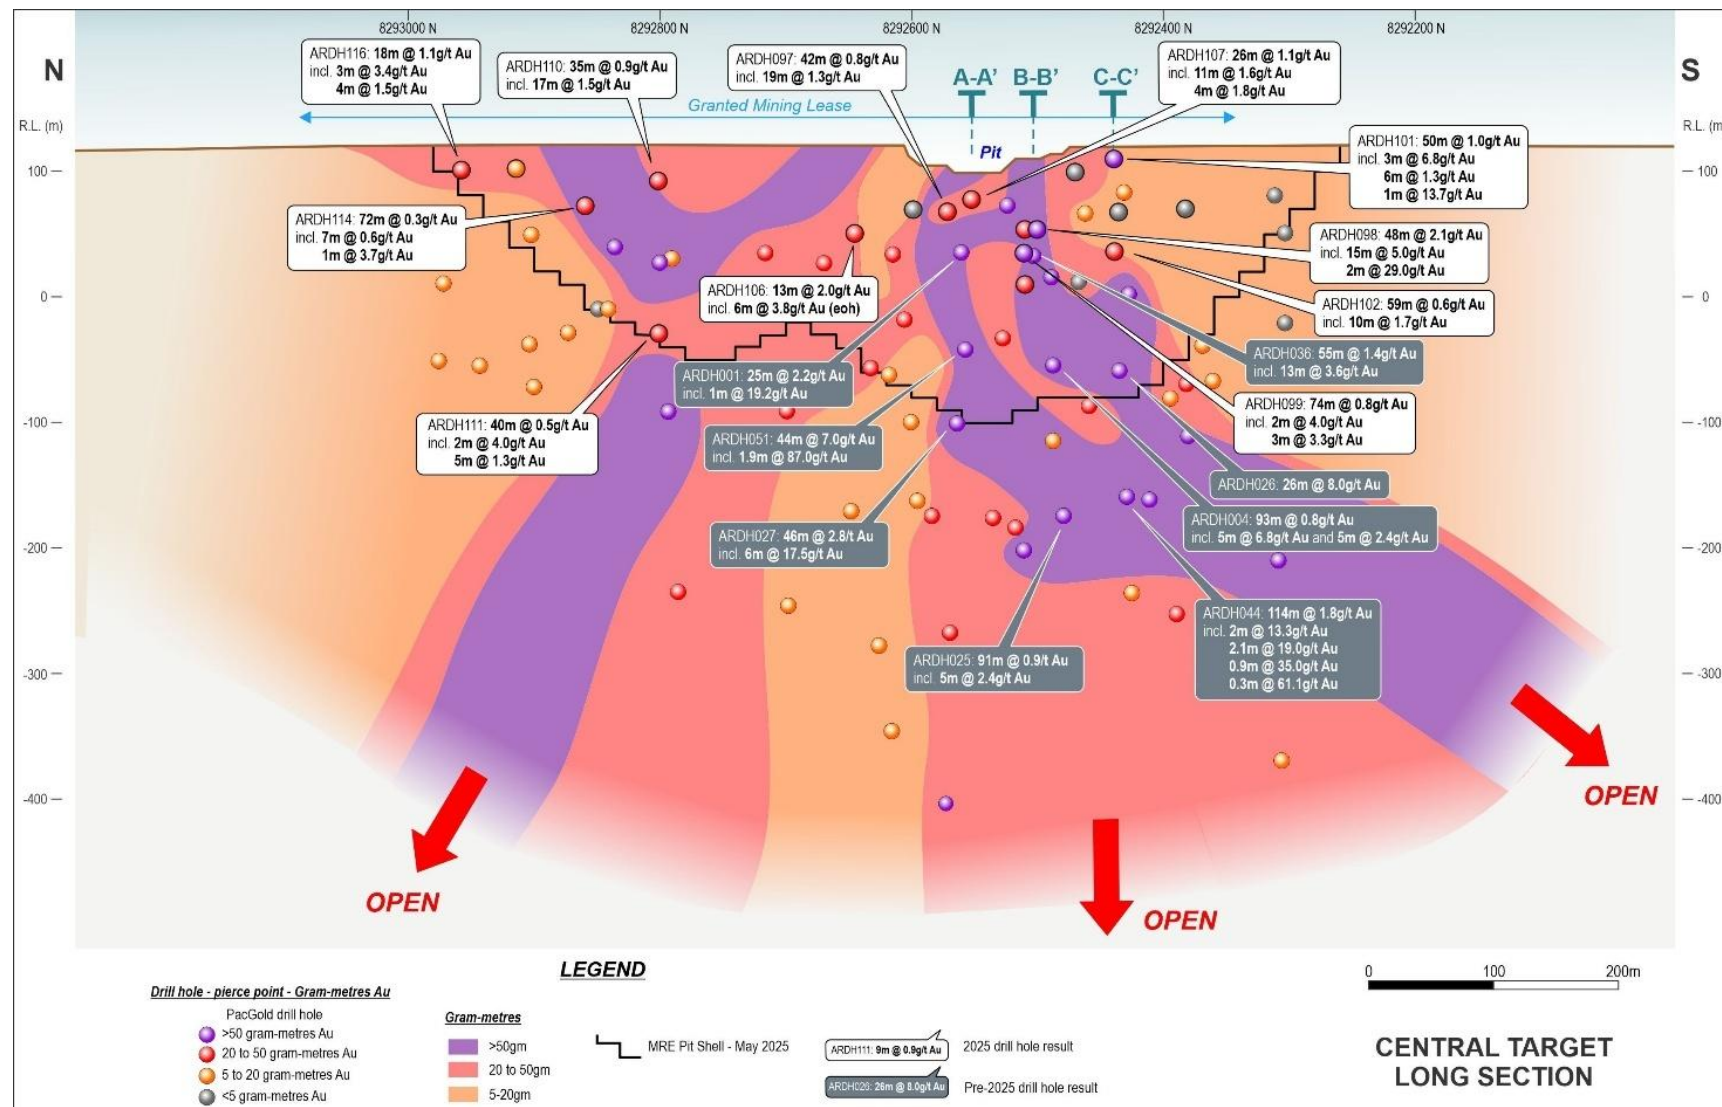 8293000 N
8292800 N
8292600 N
8292400 N
8292200 N
N
S
R.L. (m)
R.L. (m
ARDH116: 18m @ 1.1g/t Au
incl. 3m @ 3.4g/t Au
4m @ 1.5g/t Au
ARDH110: 35m @ 0.9g/t Au
incl. 17m @ 1.5g/t Au
ARDH097: 42m @ 0.8g/t Au
incl. 19m @ 1.3g/t Au
ARDH107: 26m @ 1.1g/t Au
incl. 11m @ 1.6g/t Au
4m @ 1.8g/t Au
A-A'
B-B'
C-C'
Granted Mining Lease
Pit
ARDH101: 50m @ 1.0g/t Au
incl. 3m @ 6.8g/t Au
6m @ 1.3g/t Au
1m @ 13.7g/t Au
100
100
ARDH114: 72m @ 0.3g/t Au
incl. 7m @ 0.6g/t Au
1m @ 3.7g/t Au
ARDH098: 48m @ 2.1g/t Au
incl. 15m @ 5.0g/t Au
2m @ 29.0g/t Au
0
0
ARDH106: 13m @ 2.0g/t Au
incl. 6m @ 3.8g/t Au (eoh)
ARDH102: 59m @ 0.6g/t Au
incl. 10m @ 1.7g/t Au
ARDH001: 25m @ 2.2g/t Au
incl. 1m @ 19.2g/t Au
ARDH036: 55m @ 1.4g/t Au
incl. 13m @ 3.6g/t Au
-100
-100
ARDH111: 40m @ 0.5g/t Au
incl. 2m @ 4.0g/t Au
5m @ 1.3g/t Au
ARDH051: 44m @ 7.0g/t Au
incl. 1.9m @ 87.0g/t Au
ARDH099: 74m @ 0.8g/t Au
incl. 2m @ 4.0g/t Au
3m @ 3.3g/t Au
ARDH026: 26m @ 8.0g/t Au
ARDH027: 46m @ 2.8/t Au
incl. 6m @ 17.5g/t Au
ARDH004: 93m @ 0.8g/t Au
incl. 5m @ 6.8g/t Au and 5m @ 2.4g/t Au
-200
-200
ARDH044: 114m @ 1.8g/t Au
incl. 2m @ 13.3g/t Au
2.1m @ 19.0g/t Au
0.9m @ 35.0g/t Au
0.3m @ 61.1g/t Au
ARDH025: 91m @ 0.9/t Au
incl. 5m @ 2.4g/t Au
-300
-300
-400
-400
OPEN
OPEN
OPEN
LEGEND
Drill hole - pierce point - Gram-metres Au
PacGold drill hole
>50 gram-metres Au
20 to 50 gram-metres Au
5 to 20 gram-metres Au
<5 gram-metres Au
Gram-metres
>50gm
20 to 50gm
5-20gm
MRE Pit Shell - May 2025
ARDH111: 9m @ 0.9g/t Au
2025 drill hole result
ARDH026: 26m @ 8.0g/t Au
Pre-2025 drill hole result
0 100 200m
CENTRAL TARGET
LONG SECTION